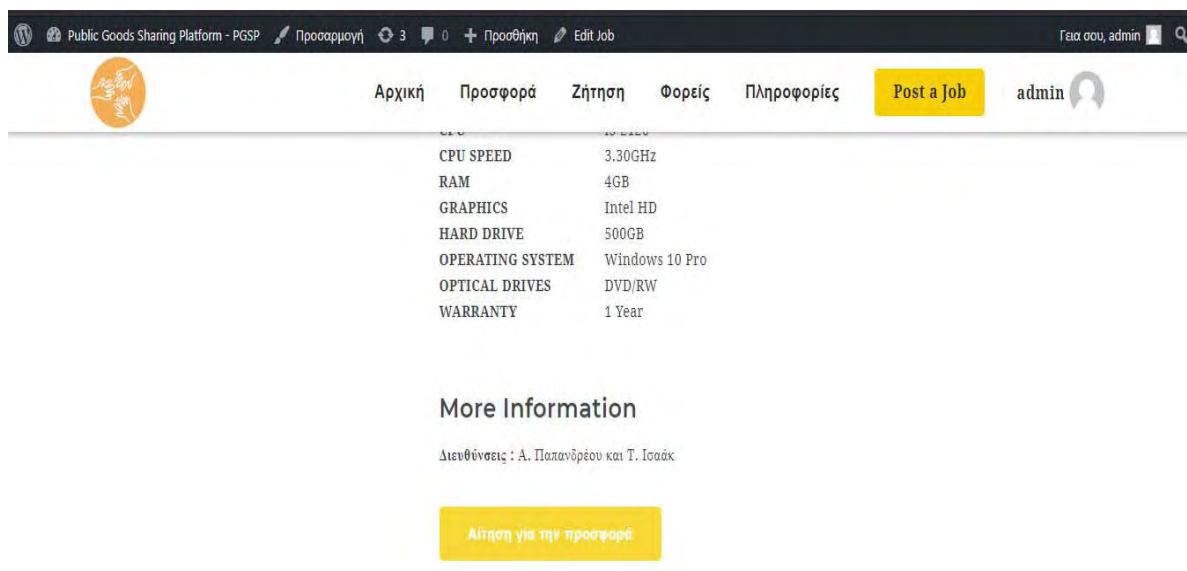 Public Goods Sharing Platform - PGSP Προσαρμογή 3 0 Προσθήκη Edit Job Γεια σου, admin
Αρχική Προσφορά Ζήτηση Φορείς Πληροφορίες Post a Job admin
CPU SPEED 3.30GHz
RAM 4GB
GRAPHICS Intel HD
HARD DRIVE 500GB
OPERATING SYSTEM Windows 10 Pro
OPTICAL DRIVES DVD/RW
WARRANTY 1 Year
More Information
Διευθύνσεις : Α. Παπανδρέου και Τ. Ισαάκ
Αίτηση για την προσφορά